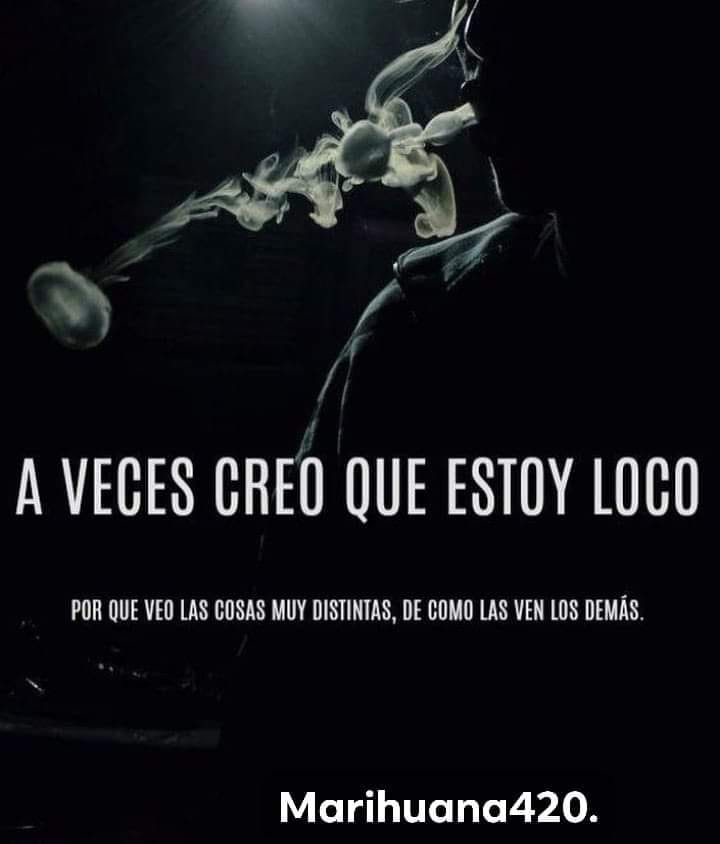 A VECES CREO QUE ESTOY LOCO
POR QUE VEO LAS COSAS MUY DISTINTAS, DE COMO LAS VEN LOS DEMÁS.
Marihuana420.